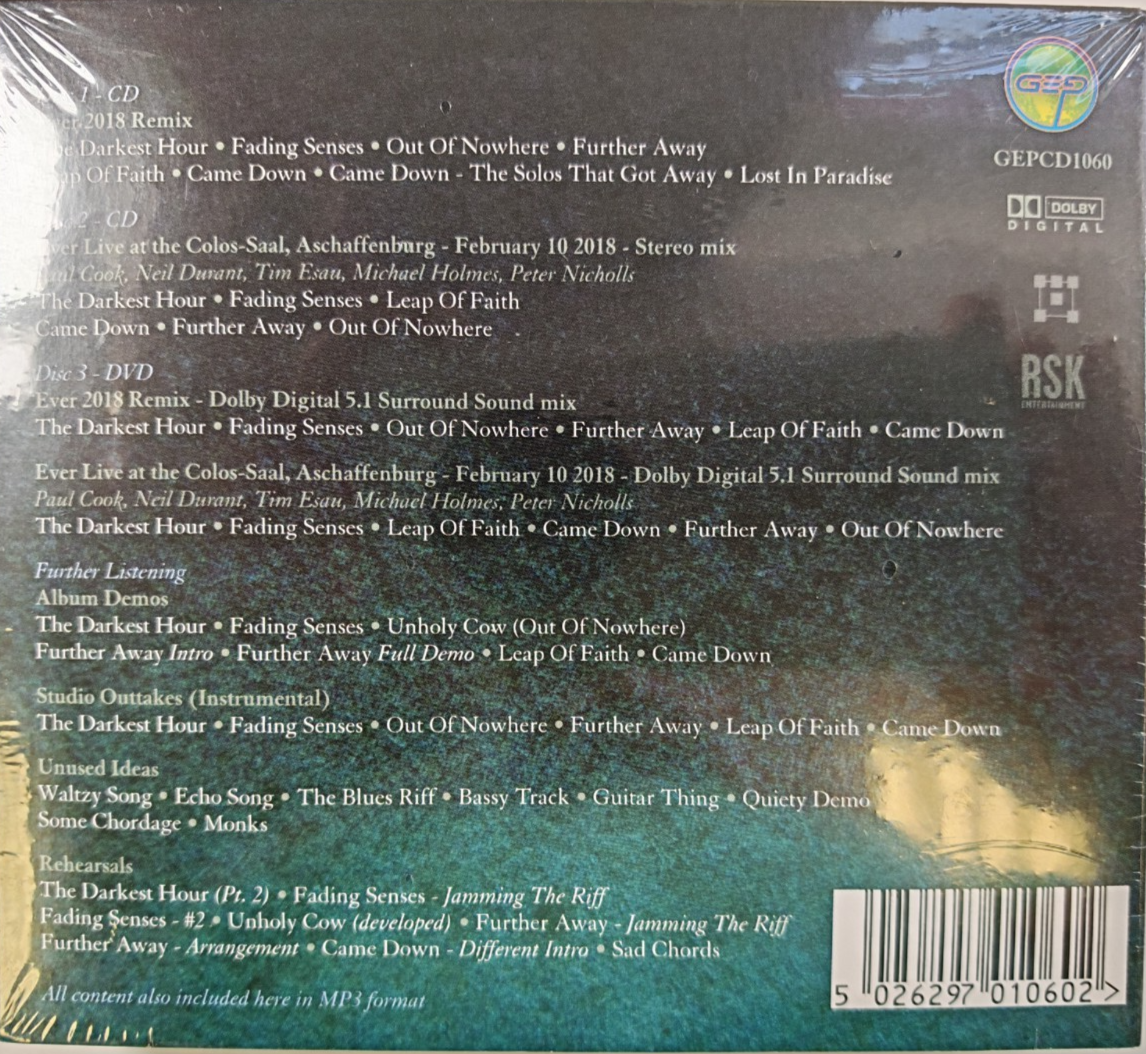 1 - CD
Ever 2018 Remix
The Darkest Hour • Fading Senses • Out Of Nowhere • Further Away
Leap Of Faith • Came Down • Came Down - The Solos That Got Away • Lost In Paradise
Disc 2 - CD
Ever Live at the Colos-Saal, Aschaffenburg - February 10 2018 - Stereo mix
Paul Cook, Neil Durant, Tim Esau, Michael Holmes, Peter Nicholls
The Darkest Hour • Fading Senses • Leap Of Faith
Came Down • Further Away • Out Of Nowhere
Disc 3 - DVD
Ever 2018 Remix - Dolby Digital 5.1 Surround Sound mix
The Darkest Hour • Fading Senses • Out Of Nowhere • Further Away • Leap Of Faith • Came Down
Ever Live at the Colos-Saal, Aschaffenburg - February 10 2018 - Dolby Digital 5.1 Surround Sound mix
Paul Cook, Neil Durant, Tim Esau, Michael Holmes, Peter Nicholls
The Darkest Hour • Fading Senses • Leap Of Faith • Came Down • Further Away • Out Of Nowhere
Further Listening
Album Demos
The Darkest Hour • Fading Senses • Unholy Cow (Out Of Nowhere)
Further Away Intro • Further Away Full Demo • Leap Of Faith • Came Down
Studio Outtakes (Instrumental)
The Darkest Hour • Fading Senses • Out Of Nowhere • Further Away • Leap Of Faith • Came Down
Unused Ideas
Waltzy Song • Echo Song • The Blues Riff • Bassy Track • Guitar Thing • Quiety Demo
Some Chordage • Monks
Rehearsals
The Darkest Hour (Pt. 2) • Fading Senses - Jamming The Riff
Fading Senses - #2 • Unholy Cow (developed) • Further Away - Jamming The Riff
Further Away - Arrangement • Came Down - Different Intro • Sad Chords
All content also included here in MP3 format
GEP
GEPCD1060
DOLBY
DIGITAL
RSK
ENTERTAINMENT
5 026297 010602 >